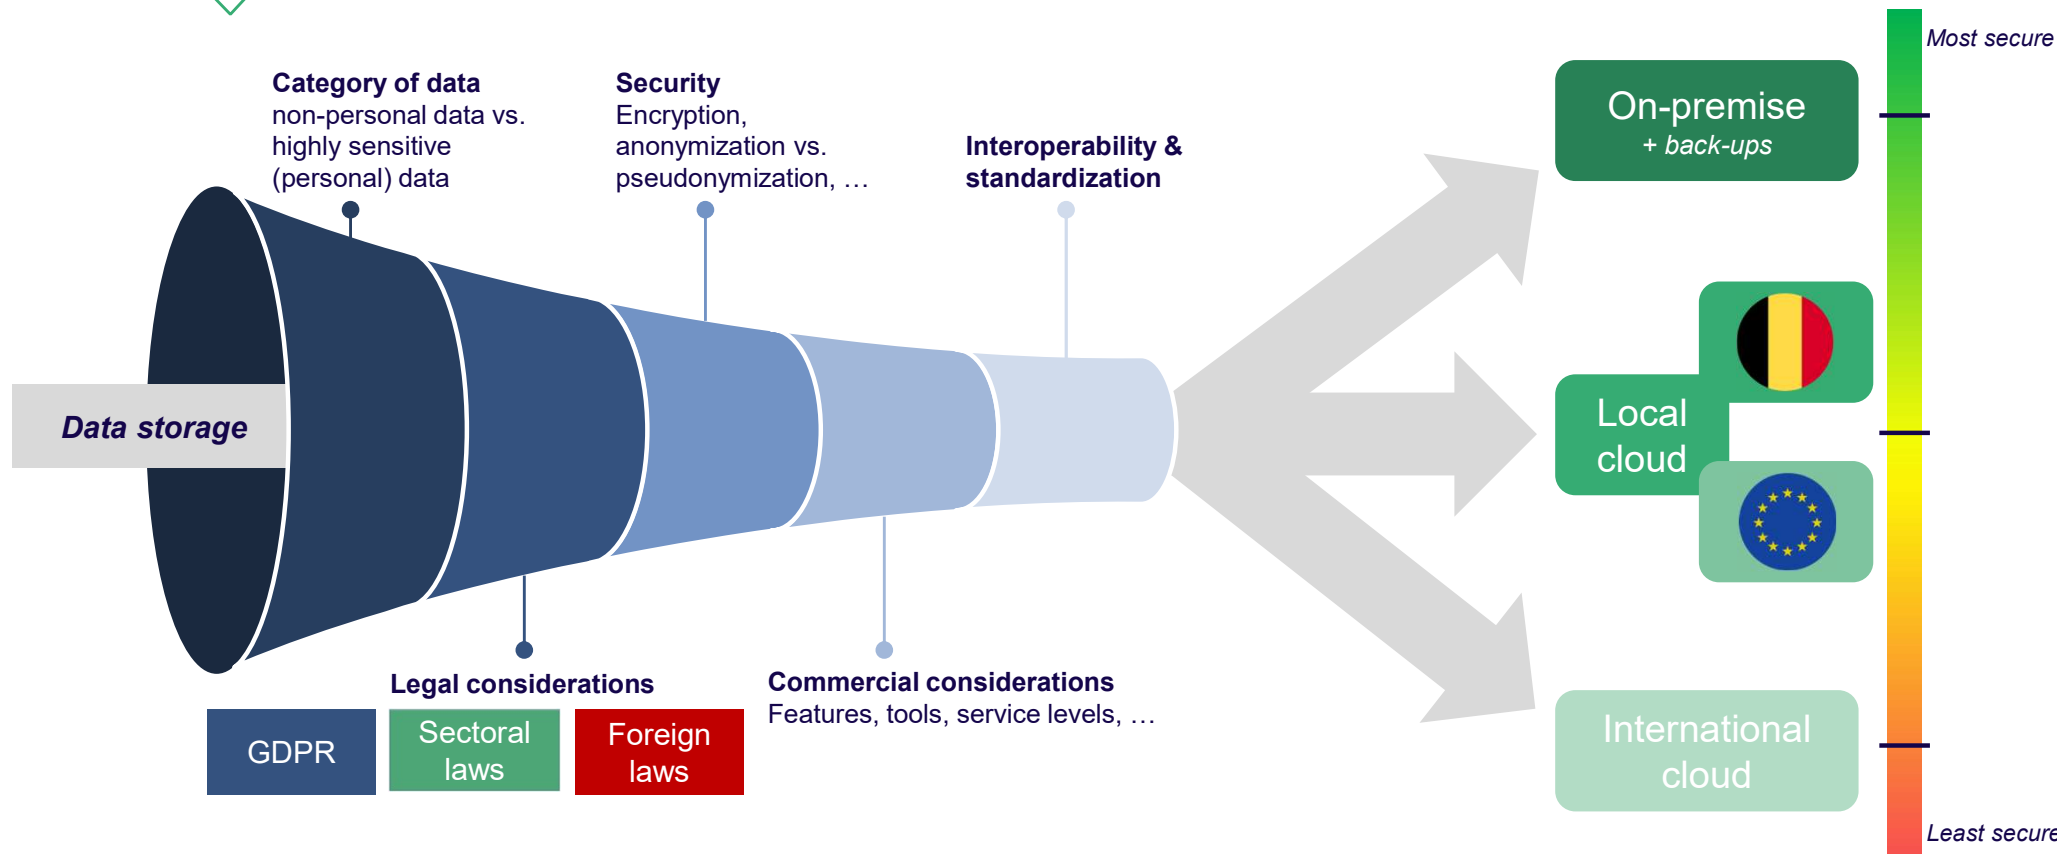 Most secure
Category of data
non-personal data vs.
highly sensitive
(personal) data
Security
Encryption,
anonymization vs.
pseudonymization, …
Interoperability &
standardization
On-premise
+ back-ups
Data storage
Local
cloud
Legal considerations
GDPR
Sectoral
laws
Foreign
laws
Commercial considerations
Features, tools, service levels, …
International
cloud
Least secure